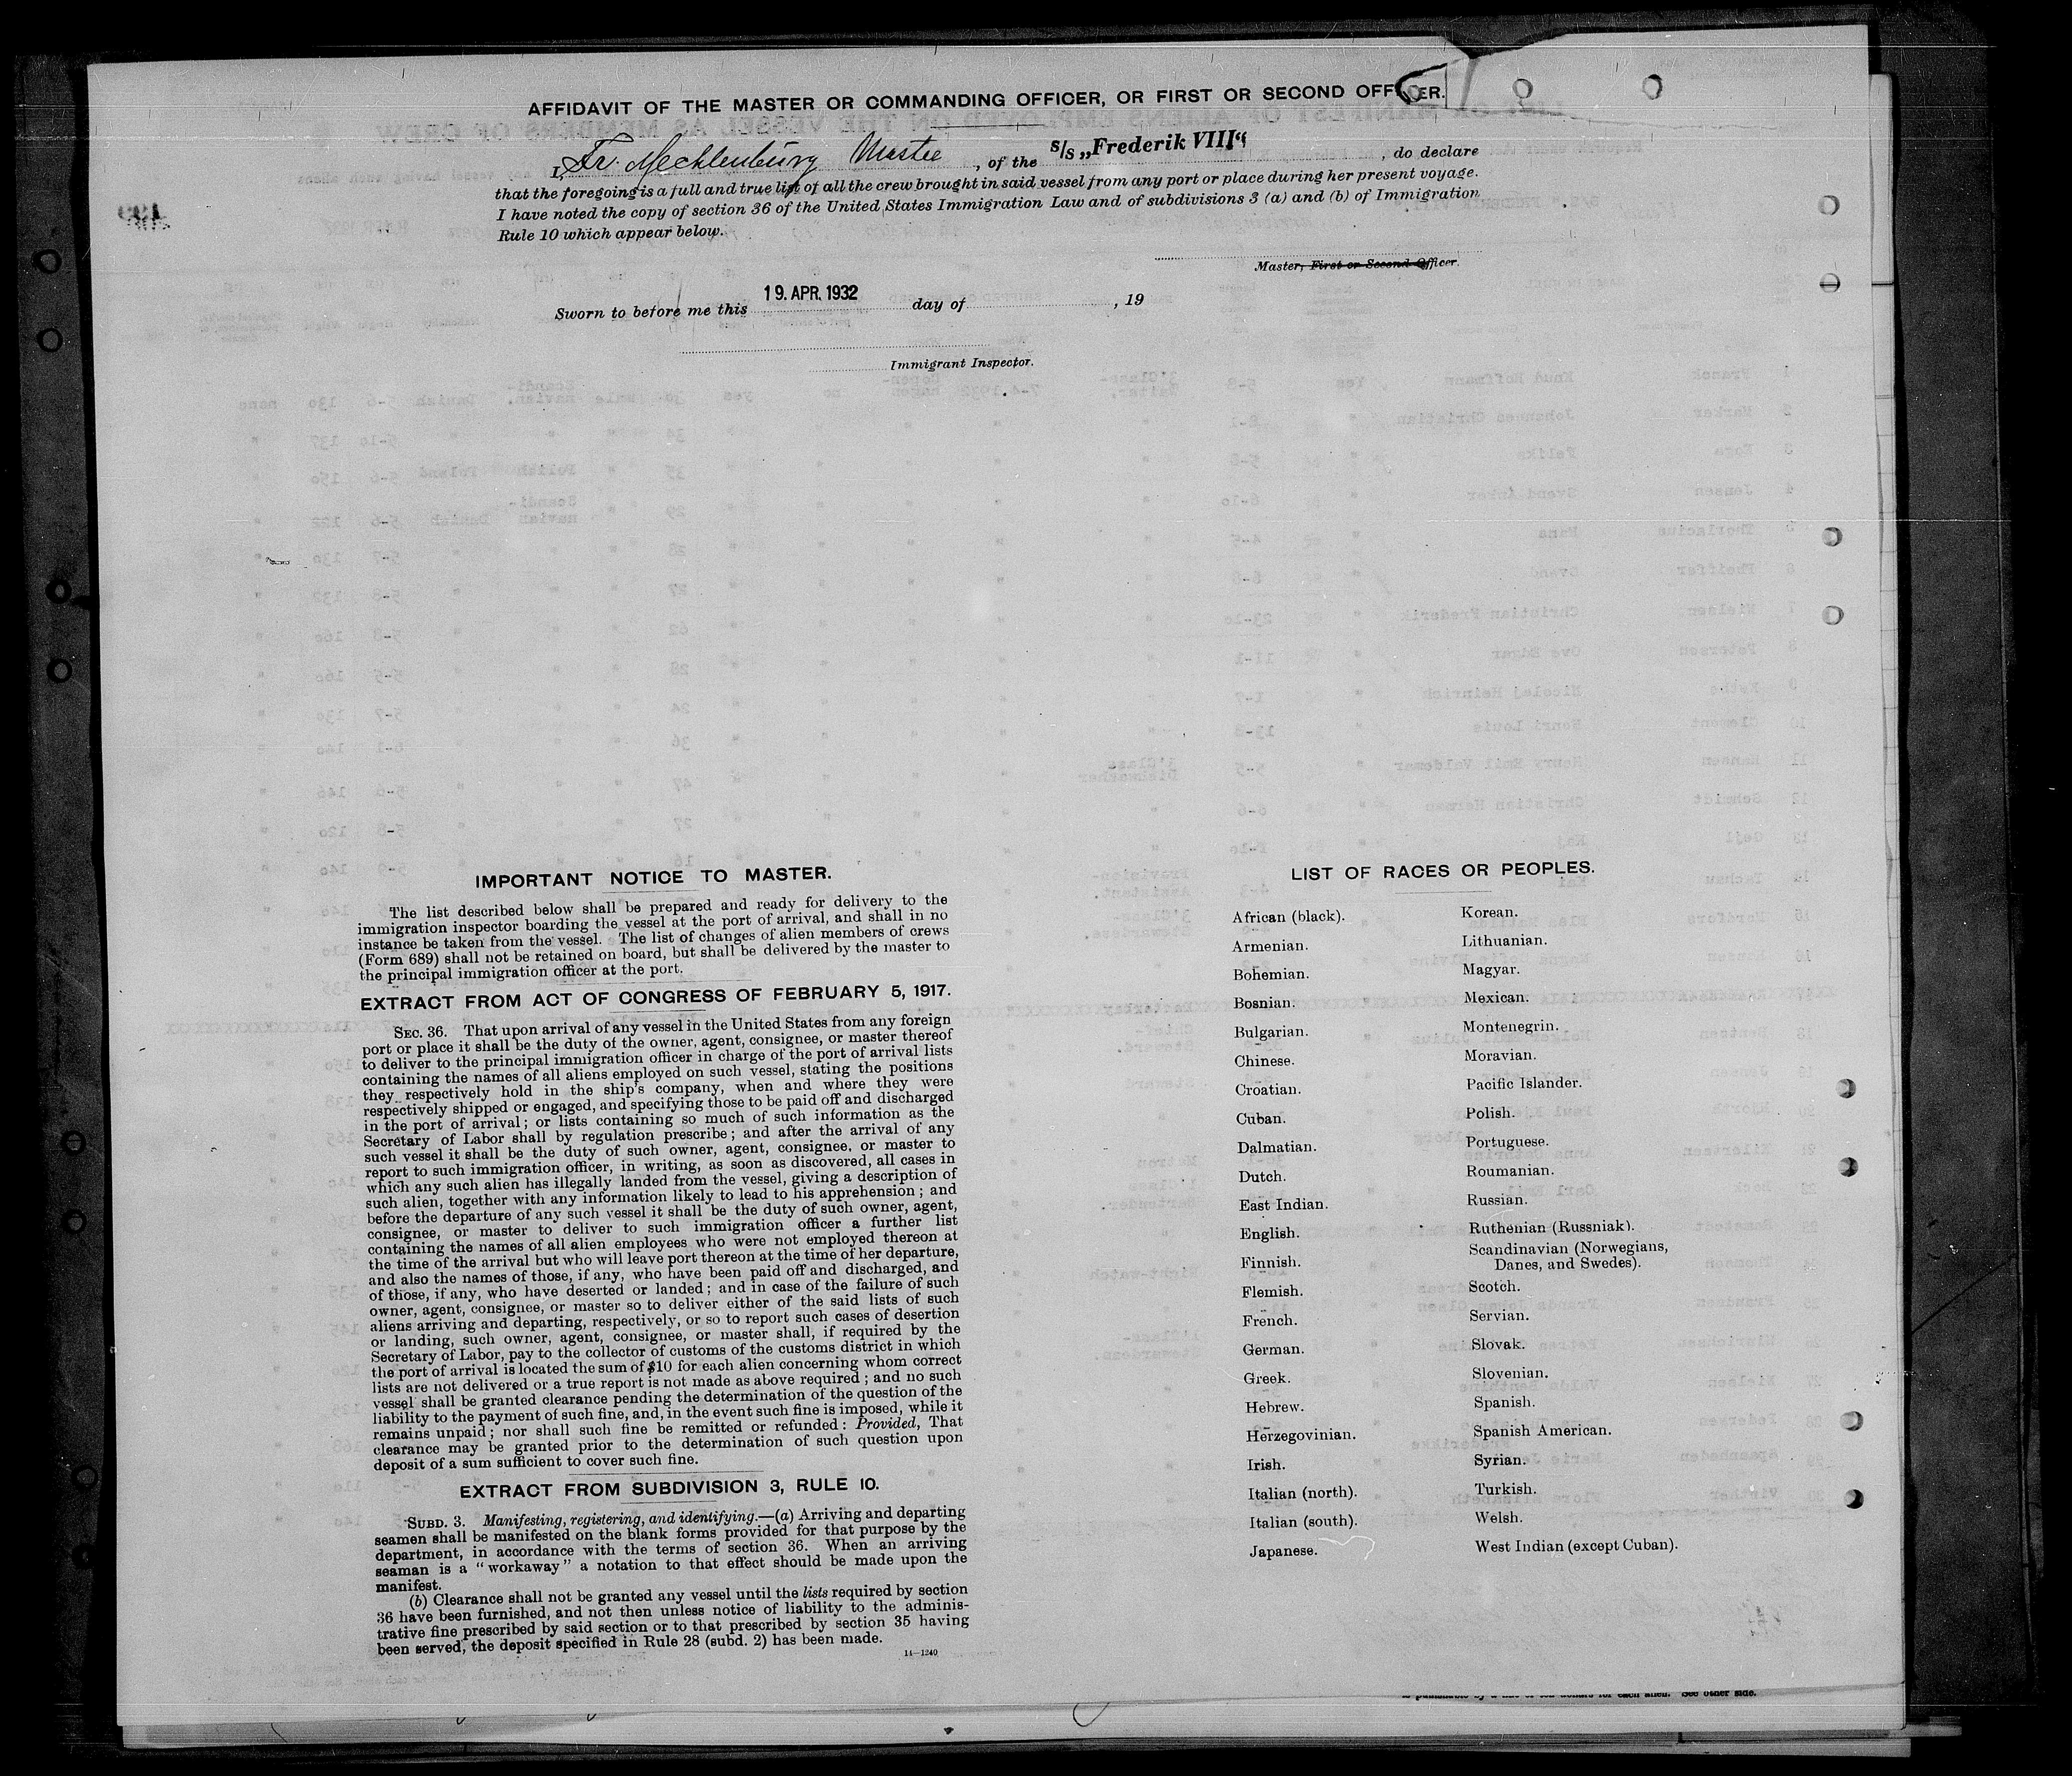 AFFIDAVIT OF THE MASTER OR COMMANDING OFFICER, OR FIRST OR SECOND OFFICER.
I, Fr. Mecklenburg Master, of the S/S „Frederik VIII“, do declare
that the foregoing is a full and true list of all the crew brought in said vessel from any port or place during her present voyage.
I have noted the copy of section 36 of the United States Immigration Law and of subdivisions 3 (a) and (b) of Immigration
Rule 10 which appear below.
Master, First or Second Officer.
Sworn to before me this 19. APR. 1932 day of , 19
Immigrant Inspector.
IMPORTANT NOTICE TO MASTER.
The list described below shall be prepared and ready for delivery to the
immigration inspector boarding the vessel at the port of arrival, and shall in no
instance be taken from the vessel. The list of changes of alien members of crews
(Form 689) shall not be retained on board, but shall be delivered by the master to
the principal immigration officer at the port.
EXTRACT FROM ACT OF CONGRESS OF FEBRUARY 5, 1917.
SEC. 36. That upon arrival of any vessel in the United States from any foreign
port or place it shall be the duty of the owner, agent, consignee, or master thereof
to deliver to the principal immigration officer in charge of the port of arrival lists
containing the names of all aliens employed on such vessel, stating the positions
they respectively hold in the ship's company, when and where they were
respectively shipped or engaged, and specifying those to be paid off and discharged
in the port of arrival; or lists containing so much of such information as the
Secretary of Labor shall by regulation prescribe; and after the arrival of any
such vessel it shall be the duty of such owner, agent, consignee, or master to
report to such immigration officer, in writing, as soon as discovered, all cases in
which any such alien has illegally landed from the vessel, giving a description of
such alien, together with any information likely to lead to his apprehension; and
before the departure of any such vessel it shall be the duty of such owner, agent,
consignee, or master to deliver to such immigration officer a further list
containing the names of all alien employees who were not employed thereon at
the time of the arrival but who will leave port thereon at the time of her departure,
and also the names of those, if any, who have been paid off and discharged, and
of those, if any, who have deserted or landed; and in case of the failure of such
owner, agent, consignee, or master so to deliver either of the said lists of such
aliens arriving and departing, respectively, or so to report such cases of desertion
or landing, such owner, agent, consignee, or master shall, if required by the
Secretary of Labor, pay to the collector of customs of the customs district in which
the port of arrival is located the sum of $10 for each alien concerning whom correct
lists are not delivered or a true report is not made as above required; and no such
vessel shall be granted clearance pending the determination of the question of the
liability to the payment of such fine, and, in the event such fine is imposed, while it
remains unpaid; nor shall such fine be remitted or refunded: Provided, That
clearance may be granted prior to the determination of such question upon
deposit of a sum sufficient to cover such fine.
EXTRACT FROM SUBDIVISION 3, RULE 10.
SUBD. 3. Manifesting, registering, and identifying.—(a) Arriving and departing
seamen shall be manifested on the blank forms provided for that purpose by the
department, in accordance with the terms of section 36. When an arriving
seaman is a "workaway" a notation to that effect should be made upon the
manifest.
(b) Clearance shall not be granted any vessel until the lists required by section
36 have been furnished, and not then unless notice of liability to the adminis-
trative fine prescribed by said section or to that prescribed by section 35 having
been served, the deposit specified in Rule 28 (subd. 2) has been made.
14—1240
LIST OF RACES OR PEOPLES.
African (black).
Armenian.
Bohemian.
Bosnian.
Bulgarian.
Chinese.
Croatian.
Cuban.
Dalmatian.
Dutch.
East Indian.
English.
Finnish.
Flemish.
French.
German.
Greek.
Hebrew.
Herzegovinian.
Irish.
Italian (north).
Italian (south).
Japanese.
Korean.
Lithuanian.
Magyar.
Mexican.
Montenegrin.
Moravian.
Pacific Islander.
Polish.
Portuguese.
Roumanian.
Russian.
Ruthenian (Russniak).
Scandinavian (Norwegians,
Danes, and Swedes).
Scotch.
Servian.
Slovak.
Slovenian.
Spanish.
Spanish American.
Syrian.
Turkish.
Welsh.
West Indian (except Cuban).
See other side.